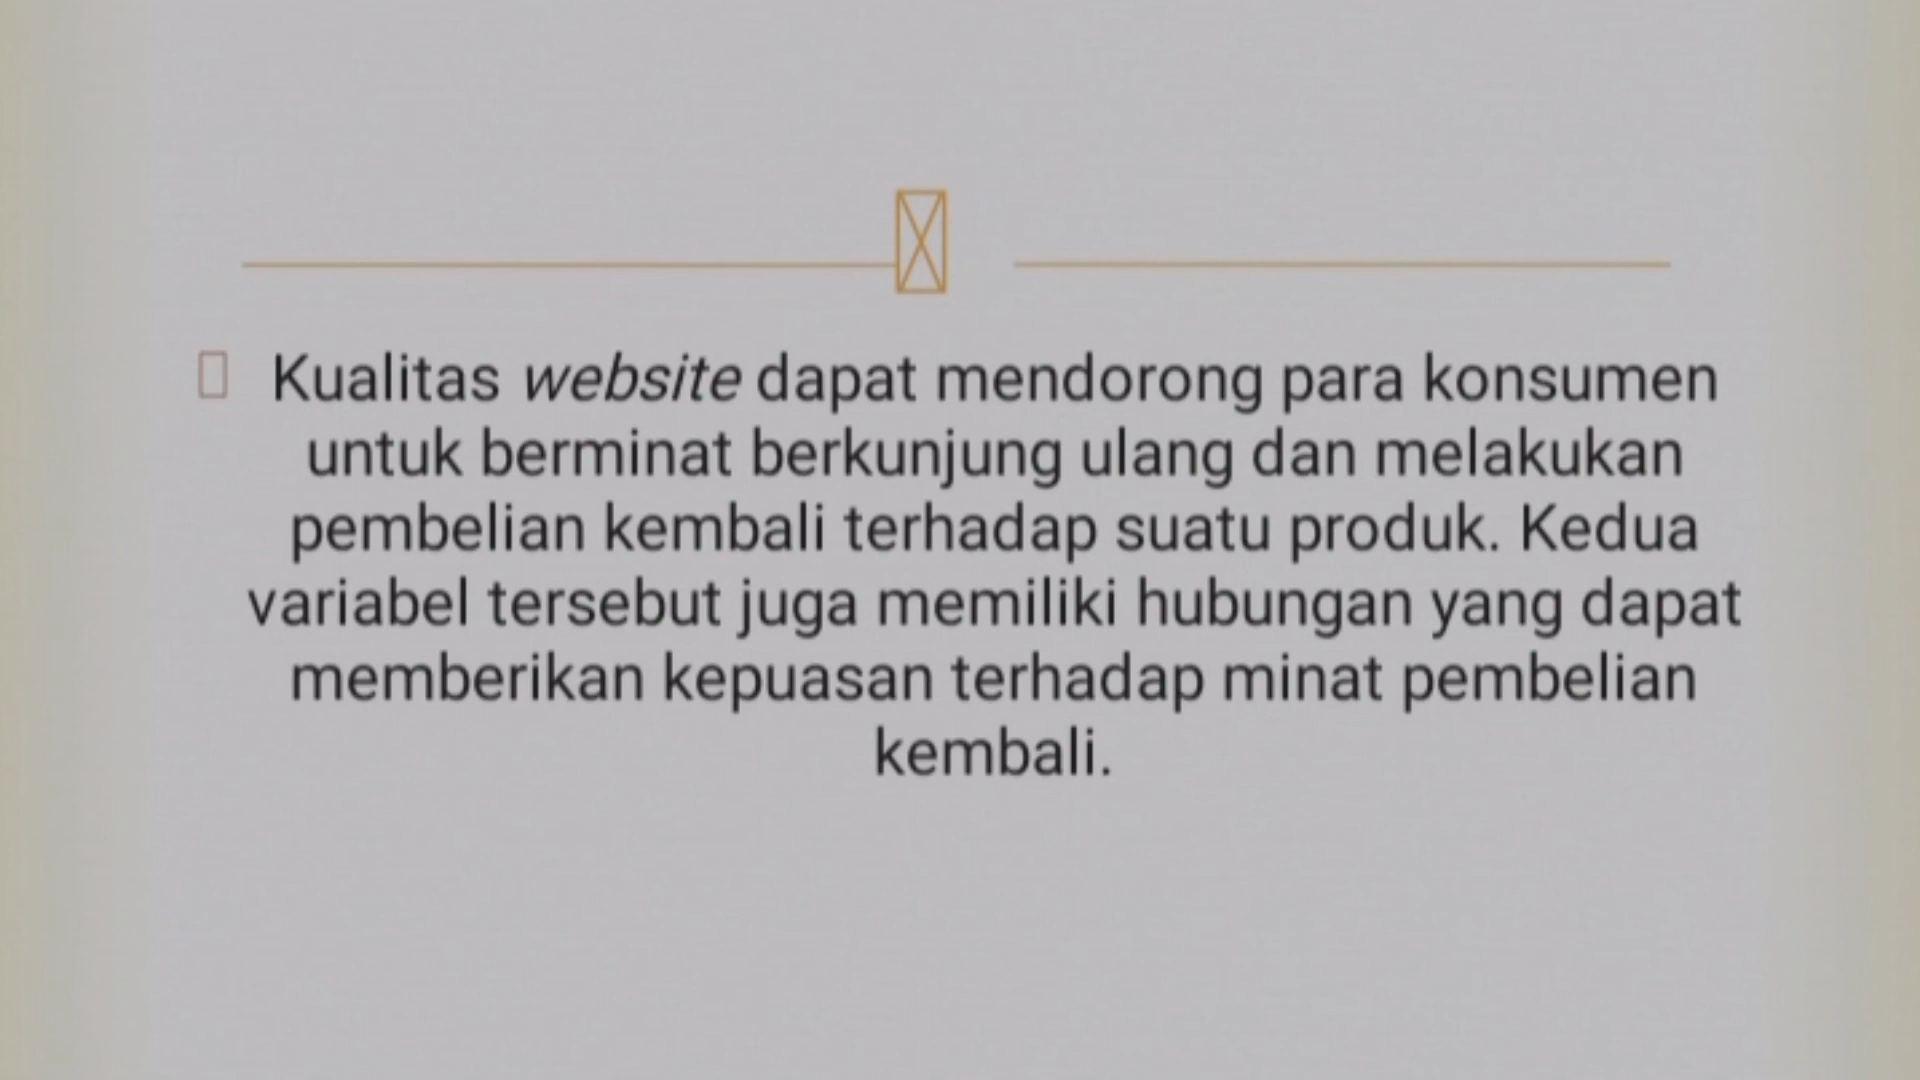 Kualitas website dapat mendorong para konsumen
untuk berminat berkunjung ulang dan melakukan
pembelian kembali terhadap suatu produk. Kedua
variabel tersebut juga memiliki hubungan yang dapat
memberikan kepuasan terhadap minat pembelian
kembali.